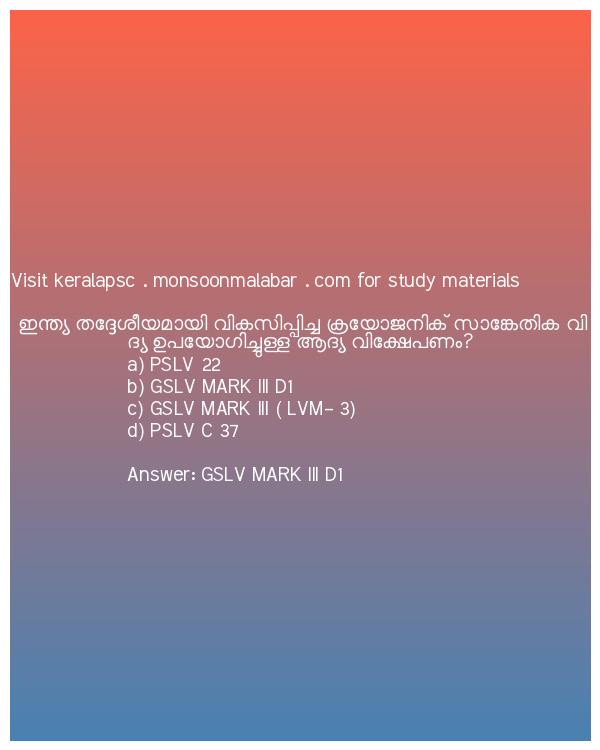 Visit keralapsc . monsoonmalabar . com for study materials
ഇന്ത്യ തദ്ദേശീയമായി വികസിപ്പിച്ച ക്രയോജനിക് സാങ്കേതിക വി
ദ്യ ഉപയോഗിച്ചുള്ള ആദ്യ വിക്ഷേപണം?
a) PSLV 22
b) GSLV MARK III D1
c) GSLV MARK III ( LVM- 3)
d) PSLV C 37
Answer: GSLV MARK III D1